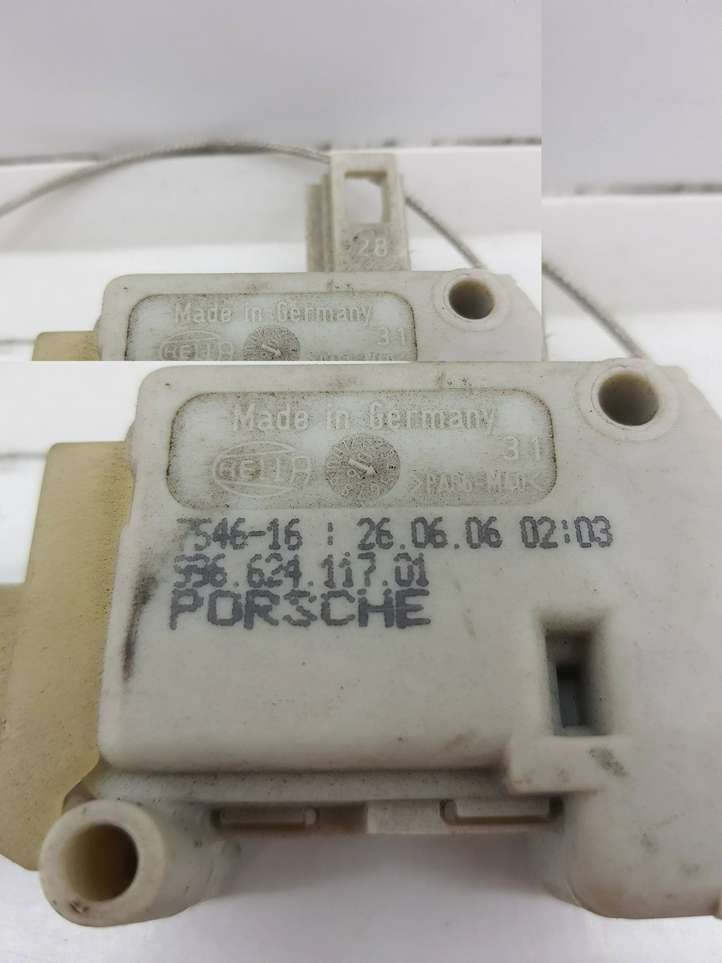 28
Made in Germany
31
HELLA
Made in Germany
31
HELLA
>PA66-M40<
7546-16 : 26.06.06 02:03
996.624.117.01
PORSCHE